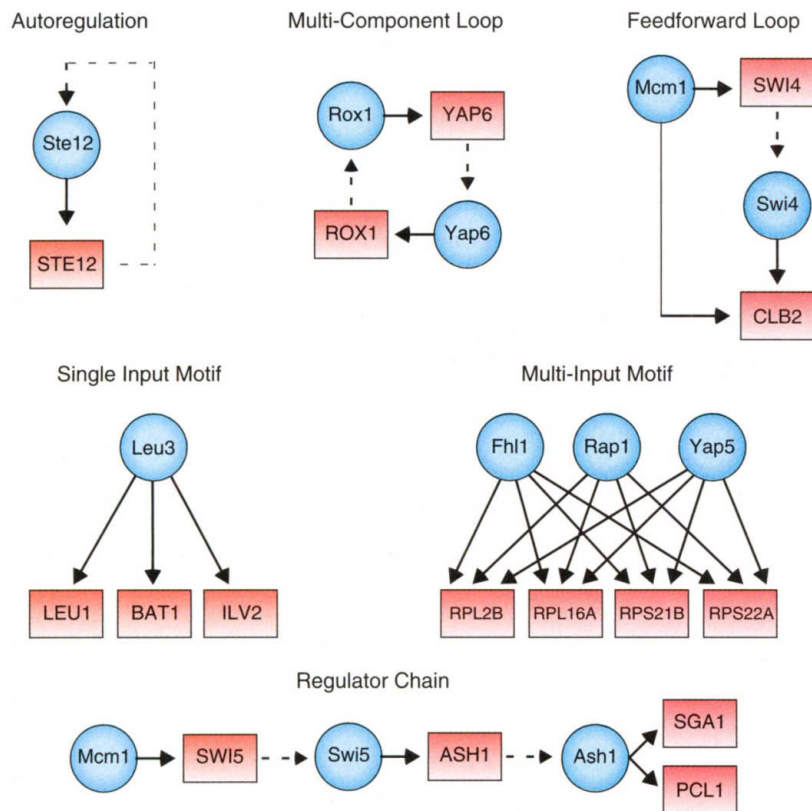 Autoregulation
Multi-Component Loop
Feedforward Loop
Ste12
STE12
Rox1
YAP6
ROX1
Yap6
Mcm1
SWI4
Swi4
CLB2
Single Input Motif
Multi-Input Motif
Leu3
LEU1
BAT1
ILV2
Fhl1
Rap1
Yap5
RPL2B
RPL16A
RPS21B
RPS22A
Regulator Chain
Mcm1
SWI5
Swi5
ASH1
Ash1
SGA1
PCL1